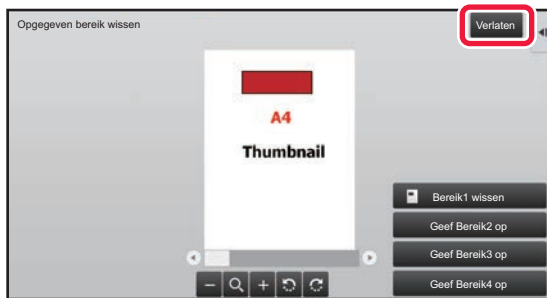 Opgegeven bereik wissen
Verlaten
A4
Thumbnail
Bereik1 wissen
Geef Bereik2 op
Geef Bereik3 op
Geef Bereik4 op